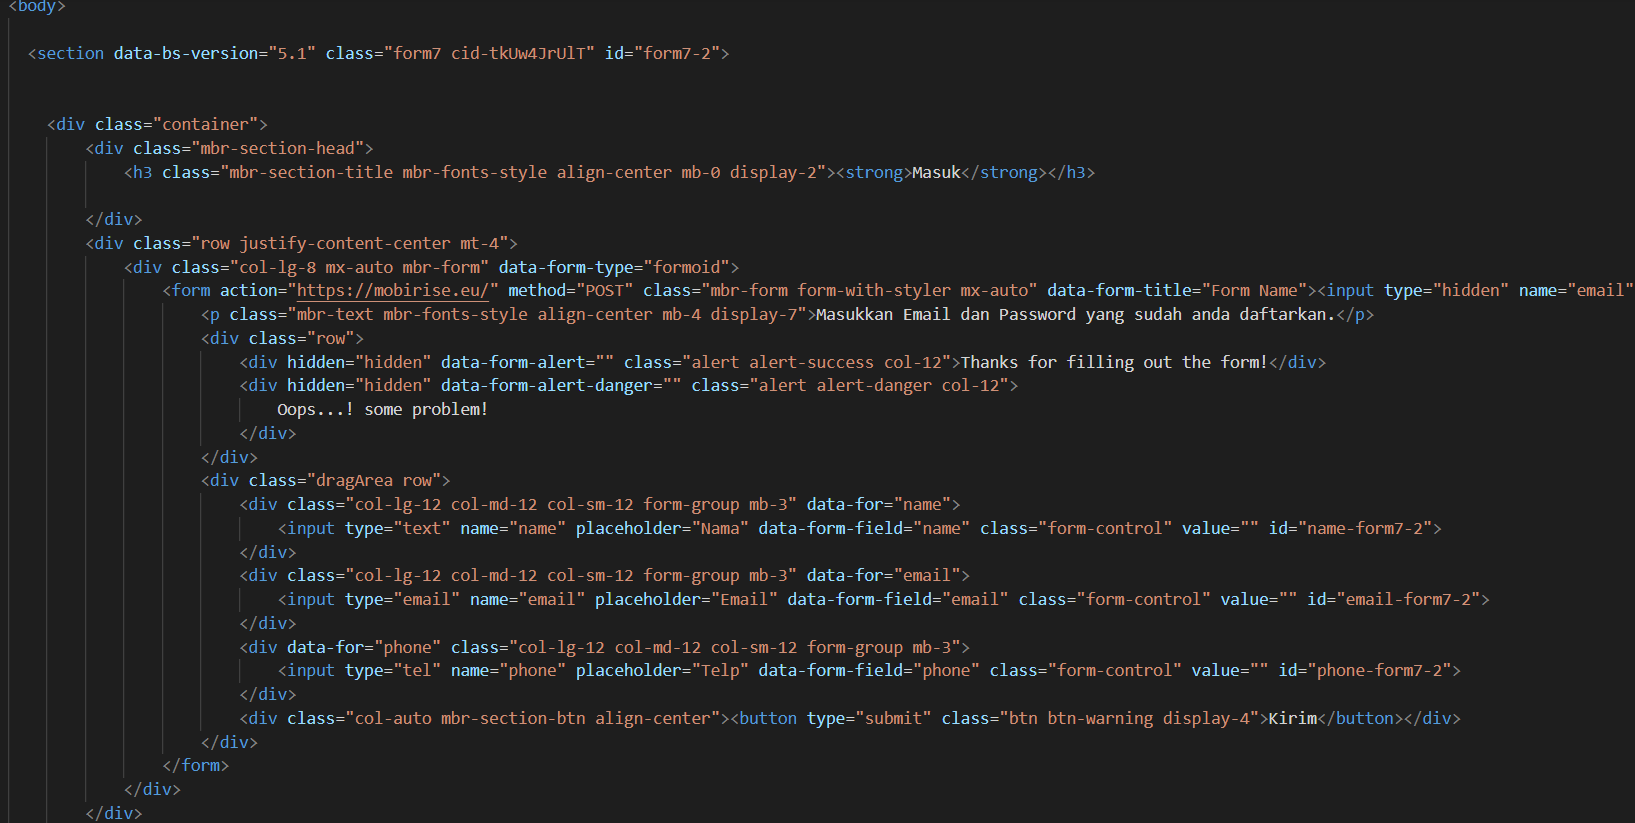 <body>
<section data-bs-version="5.1" class="form7 cid-tkUw4JrUlT" id="form7-2">
<div class="container">
<div class="mbr-section-head">
<h3 class="mbr-section-title mbr-fonts-style align-center mb-0 display-2"><strong>Masuk</strong></h3>
</div>
<div class="row justify-content-center mt-4">
<div class="col-lg-8 mx-auto mbr-form" data-form-type="formoid">
<form action="https://mobirise.eu/" method="POST" class="mbr-form form-with-styler mx-auto" data-form-title="Form Name"><input type="hidden" name="email"
<p class="mbr-text mbr-fonts-style align-center mb-4 display-7">Masukkan Email dan Password yang sudah anda daftarkan.</p>
<div class="row">
<div hidden="hidden" data-form-alert="" class="alert alert-success col-12">Thanks for filling out the form!</div>
<div hidden="hidden" data-form-alert-danger="" class="alert alert-danger col-12">
Oops...! some problem!
</div>
</div>
<div class="dragArea row">
<div class="col-lg-12 col-md-12 col-sm-12 form-group mb-3" data-for="name">
<input type="text" name="name" placeholder="Nama" data-form-field="name" class="form-control" value="" id="name-form7-2">
</div>
<div class="col-lg-12 col-md-12 col-sm-12 form-group mb-3" data-for="email">
<input type="email" name="email" placeholder="Email" data-form-field="email" class="form-control" value="" id="email-form7-2">
</div>
<div data-for="phone" class="col-lg-12 col-md-12 col-sm-12 form-group mb-3">
<input type="tel" name="phone" placeholder="Telp" data-form-field="phone" class="form-control" value="" id="phone-form7-2">
</div>
<div class="col-auto mbr-section-btn align-center"><button type="submit" class="btn btn-warning display-4">Kirim</button></div>
</div>
</form>
</div>
</div>